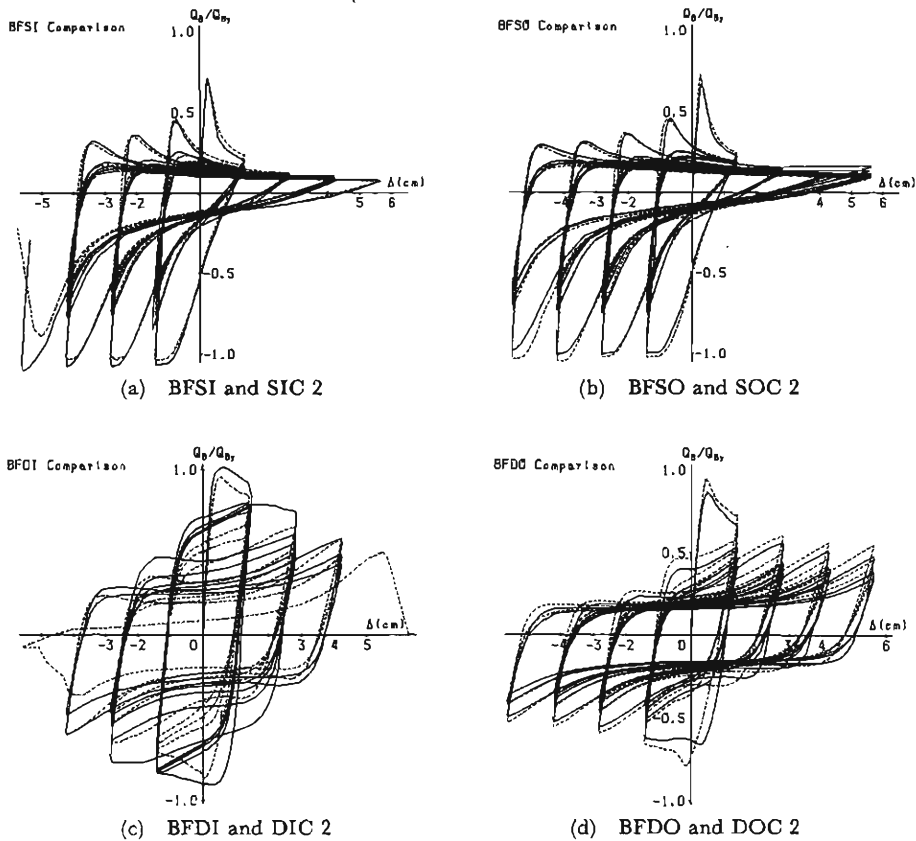 Q_B/Q_By
BFSI Comparison
1.0
0.5
Δ(cm)
-5 -3 -2 0 5 6
-0.5
-1.0
(a) BFSI and SIC 2
Q_B/Q_By
BFSO Comparison
1.0
0.5
Δ(cm)
-4 -2 0 4 5 6
-0.5
-1.0
(b) BFSO and SOC 2
Q_B/Q_By
BFDI Comparison
1.0
Δ(cm)
-3 -2 0 3 4
-1.0
(c) BFDI and DIC 2
Q_B/Q_By
BFDO Comparison
1.0
0.5
Δ(cm)
-4 -2 0 3 4 6
-0.5
-1.0
(d) BFDO and DOC 2